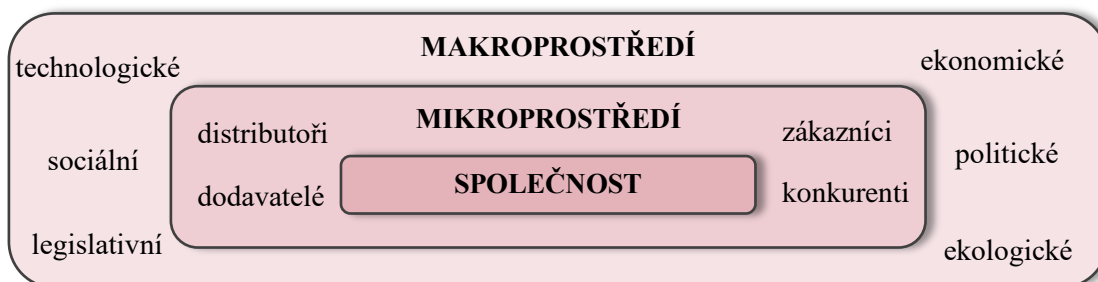 MAKROPROSTŘEDÍ
technologické
ekonomické
MIKROPROSTŘEDÍ
distributoři
zákazníci
sociální
politické
SPOLEČNOST
dodavatelé
konkurenti
legislativní
ekologické